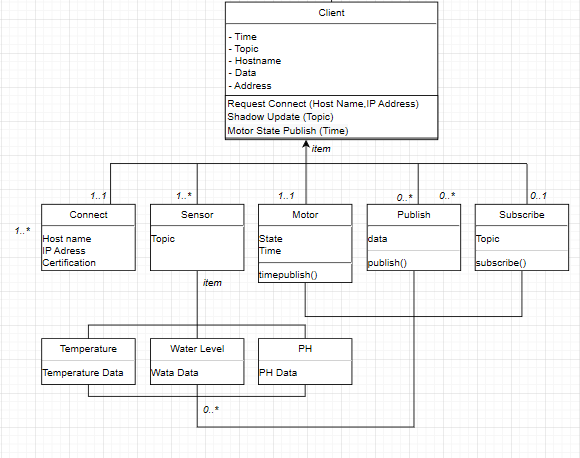 Client
- Time
- Topic
- Hostname
- Data
- Address
Request Connect (Host Name,IP Address)
Shadow Update (Topic)
Motor State Publish (Time)
item
1..1
1..*
1..1
0..*
0..*
0..1
1..*
Connect
Host name
IP Adress
Certification
Sensor
Topic
Motor
State
Time
timepublish()
Publish
data
publish()
Subscribe
Topic
subscribe()
item
Temperature
Temperature Data
Water Level
Wata Data
PH
PH Data
0..*